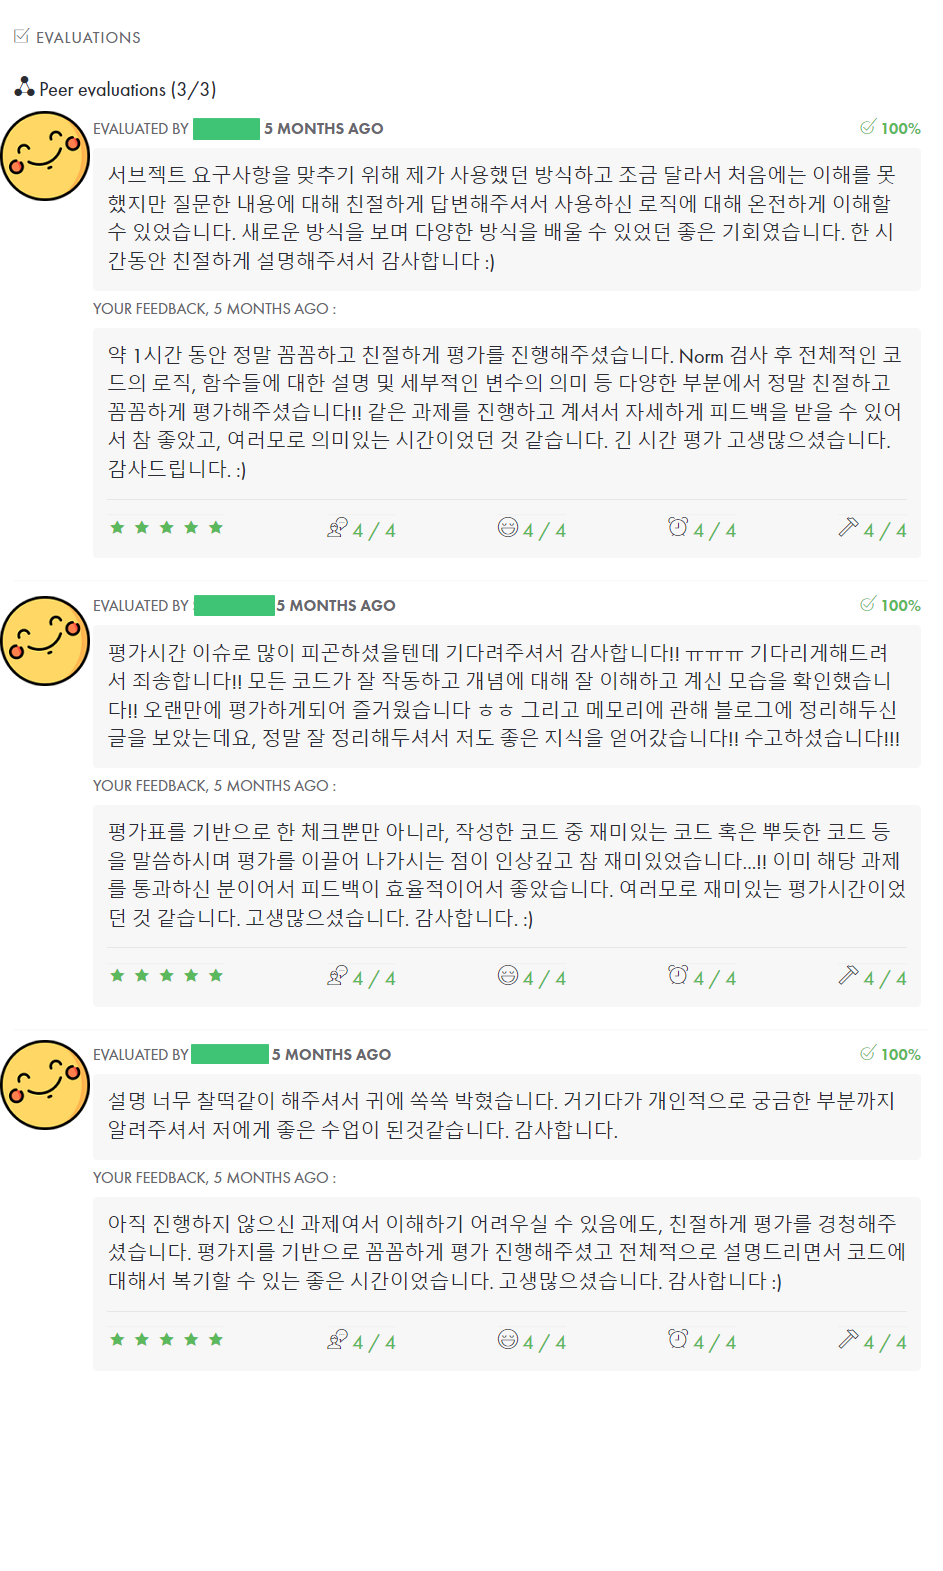 EVALUATIONS
Peer evaluations (3/3)
EVALUATED BY 5 MONTHS AGO 100%
서브젝트 요구사항을 맞추기 위해 제가 사용했던 방식하고 조금 달라서 처음에는 이해를 못
했지만 질문한 내용에 대해 친절하게 답변해주셔서 사용하신 로직에 대해 온전하게 이해할
수 있었습니다. 새로운 방식을 보며 다양한 방식을 배울 수 있었던 좋은 기회였습니다. 한 시
간동안 친절하게 설명해주셔서 감사합니다 :)
YOUR FEEDBACK, 5 MONTHS AGO :
약 1시간 동안 정말 꼼꼼하고 친절하게 평가를 진행해주셨습니다. Norm 검사 후 전체적인 코
드의 로직, 함수들에 대한 설명 및 세부적인 변수의 의미 등 다양한 부분에서 정말 친절하고
꼼꼼하게 평가해주셨습니다!! 같은 과제를 진행하고 계셔서 자세하게 피드백을 받을 수 있어
서 참 좋았고, 여러모로 의미있는 시간이었던 것 같습니다. 긴 시간 평가 고생많으셨습니다.
감사드립니다. :)
4 / 4 4 / 4 4 / 4 4 / 4
EVALUATED BY 5 MONTHS AGO 100%
평가시간 이슈로 많이 피곤하셨을텐데 기다려주셔서 감사합니다!! ㅠㅠㅠ 기다리게해드려
서 죄송합니다!! 모든 코드가 잘 작동하고 개념에 대해 잘 이해하고 계신 모습을 확인했습니
다!! 오랜만에 평가하게되어 즐거웠습니다 ㅎㅎ 그리고 메모리에 관해 블로그에 정리해두신
글을 보았는데요, 정말 잘 정리해두셔서 저도 좋은 지식을 얻어갔습니다!! 수고하셨습니다!!!
YOUR FEEDBACK, 5 MONTHS AGO :
평가표를 기반으로 한 체크뿐만 아니라, 작성한 코드 중 재미있는 코드 혹은 뿌듯한 코드 등
을 말씀하시며 평가를 이끌어 나가시는 점이 인상깊고 참 재미있었습니다...!! 이미 해당 과제
를 통과하신 분이어서 피드백이 효율적이어서 좋았습니다. 여러모로 재미있는 평가시간이었
던 것 같습니다. 고생많으셨습니다. 감사합니다. :)
4 / 4 4 / 4 4 / 4 4 / 4
EVALUATED BY 5 MONTHS AGO 100%
설명 너무 찰떡같이 해주셔서 귀에 쏙쏙 박혔습니다. 거기다가 개인적으로 궁금한 부분까지
알려주셔서 저에게 좋은 수업이 된것같습니다. 감사합니다.
YOUR FEEDBACK, 5 MONTHS AGO :
아직 진행하지 않으신 과제여서 이해하기 어려우실 수 있음에도, 친절하게 평가를 경청해주
셨습니다. 평가지를 기반으로 꼼꼼하게 평가 진행해주셨고 전체적으로 설명드리면서 코드에
대해서 복기할 수 있는 좋은 시간이었습니다. 고생많으셨습니다. 감사합니다 :)
4 / 4 4 / 4 4 / 4 4 / 4